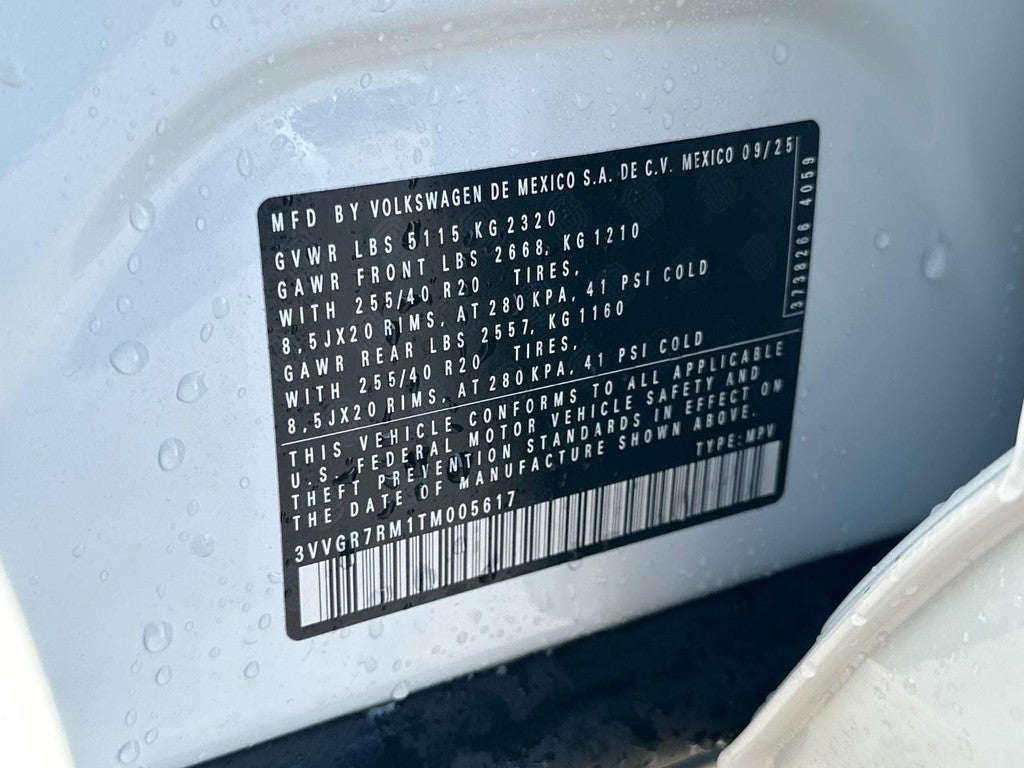 MFD BY VOLKSWAGEN DE MEXICO S.A. DE C.V. MEXICO 09/25
GVWR LBS 5115 KG 2320
GAWR FRONT LBS 2668, KG 1210
WITH 255/40 R20 TIRES,
8,5JX20 RIMS, AT 280KPA, 41 PSI COLD
GAWR REAR LBS 2557, KG 1160
WITH 255/40 R20 TIRES,
8,5JX20 RIMS, AT 280KPA, 41 PSI COLD
3738266 4059
THIS VEHICLE CONFORMS TO ALL APPLICABLE
U.S. FEDERAL MOTOR VEHICLE SAFETY AND
THEFT PREVENTION STANDARDS IN EFFECT ON
THE DATE OF MANUFACTURE SHOWN ABOVE.
3VVGR7RM1TM005617 TYPE:MPV